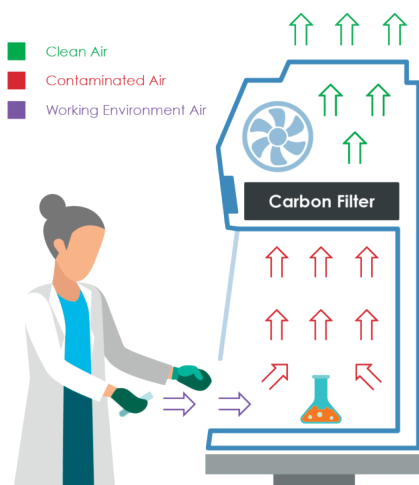 Clean Air
Contaminated Air
Working Environment Air
Carbon Filter